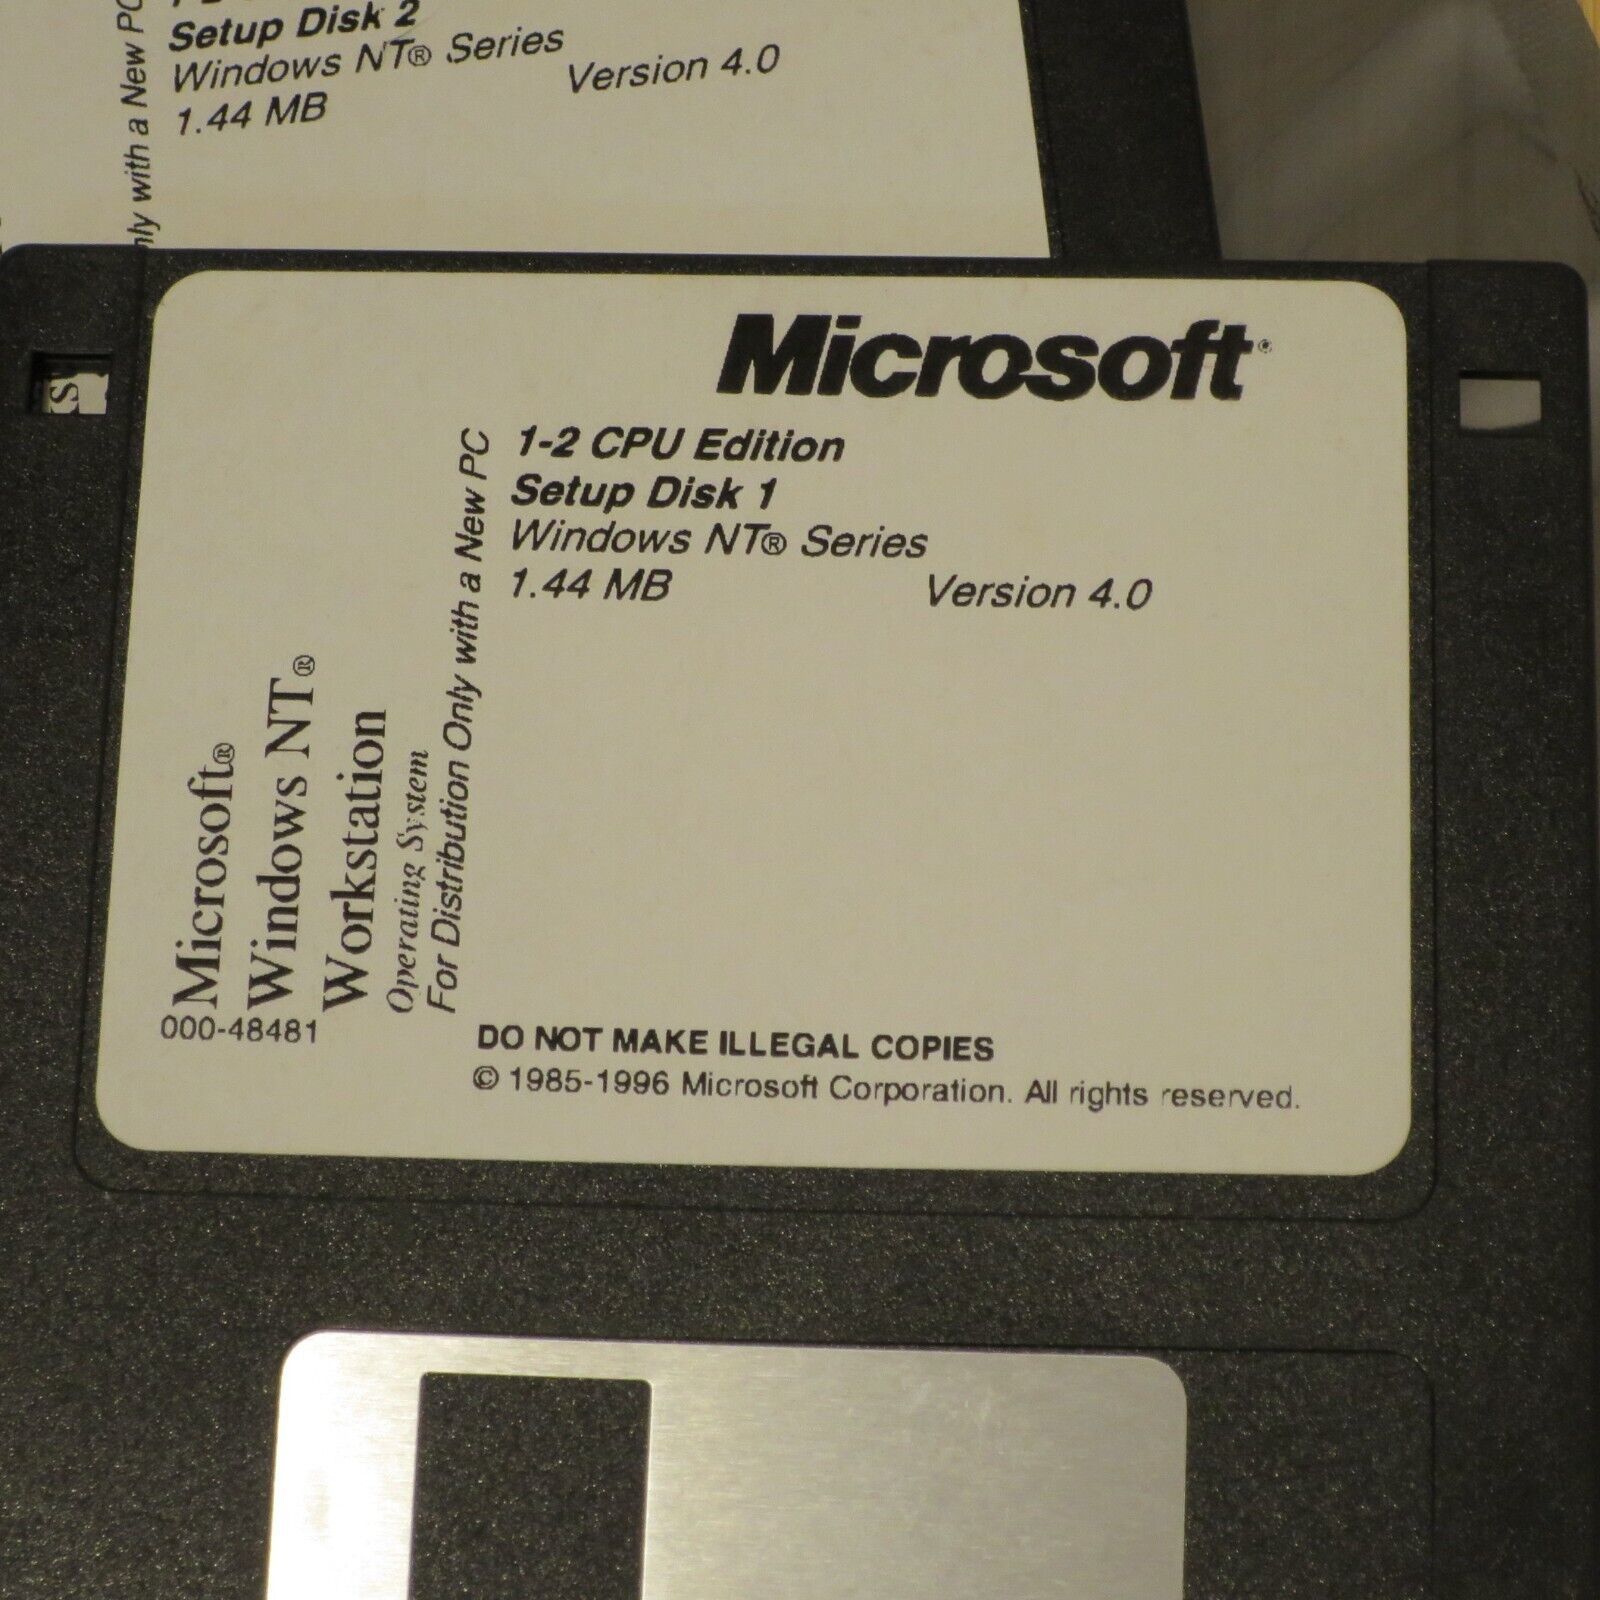 Setup Disk 2
Windows NT® Series
1.44 MB
Version 4.0
with a New PC
Microsoft®
1-2 CPU Edition
Setup Disk 1
Windows NT® Series
1.44 MB
Version 4.0
Microsoft®
Windows NT®
Workstation
Operating System
For Distribution Only with a New PC
000-48481
DO NOT MAKE ILLEGAL COPIES
© 1985-1996 Microsoft Corporation. All rights reserved.